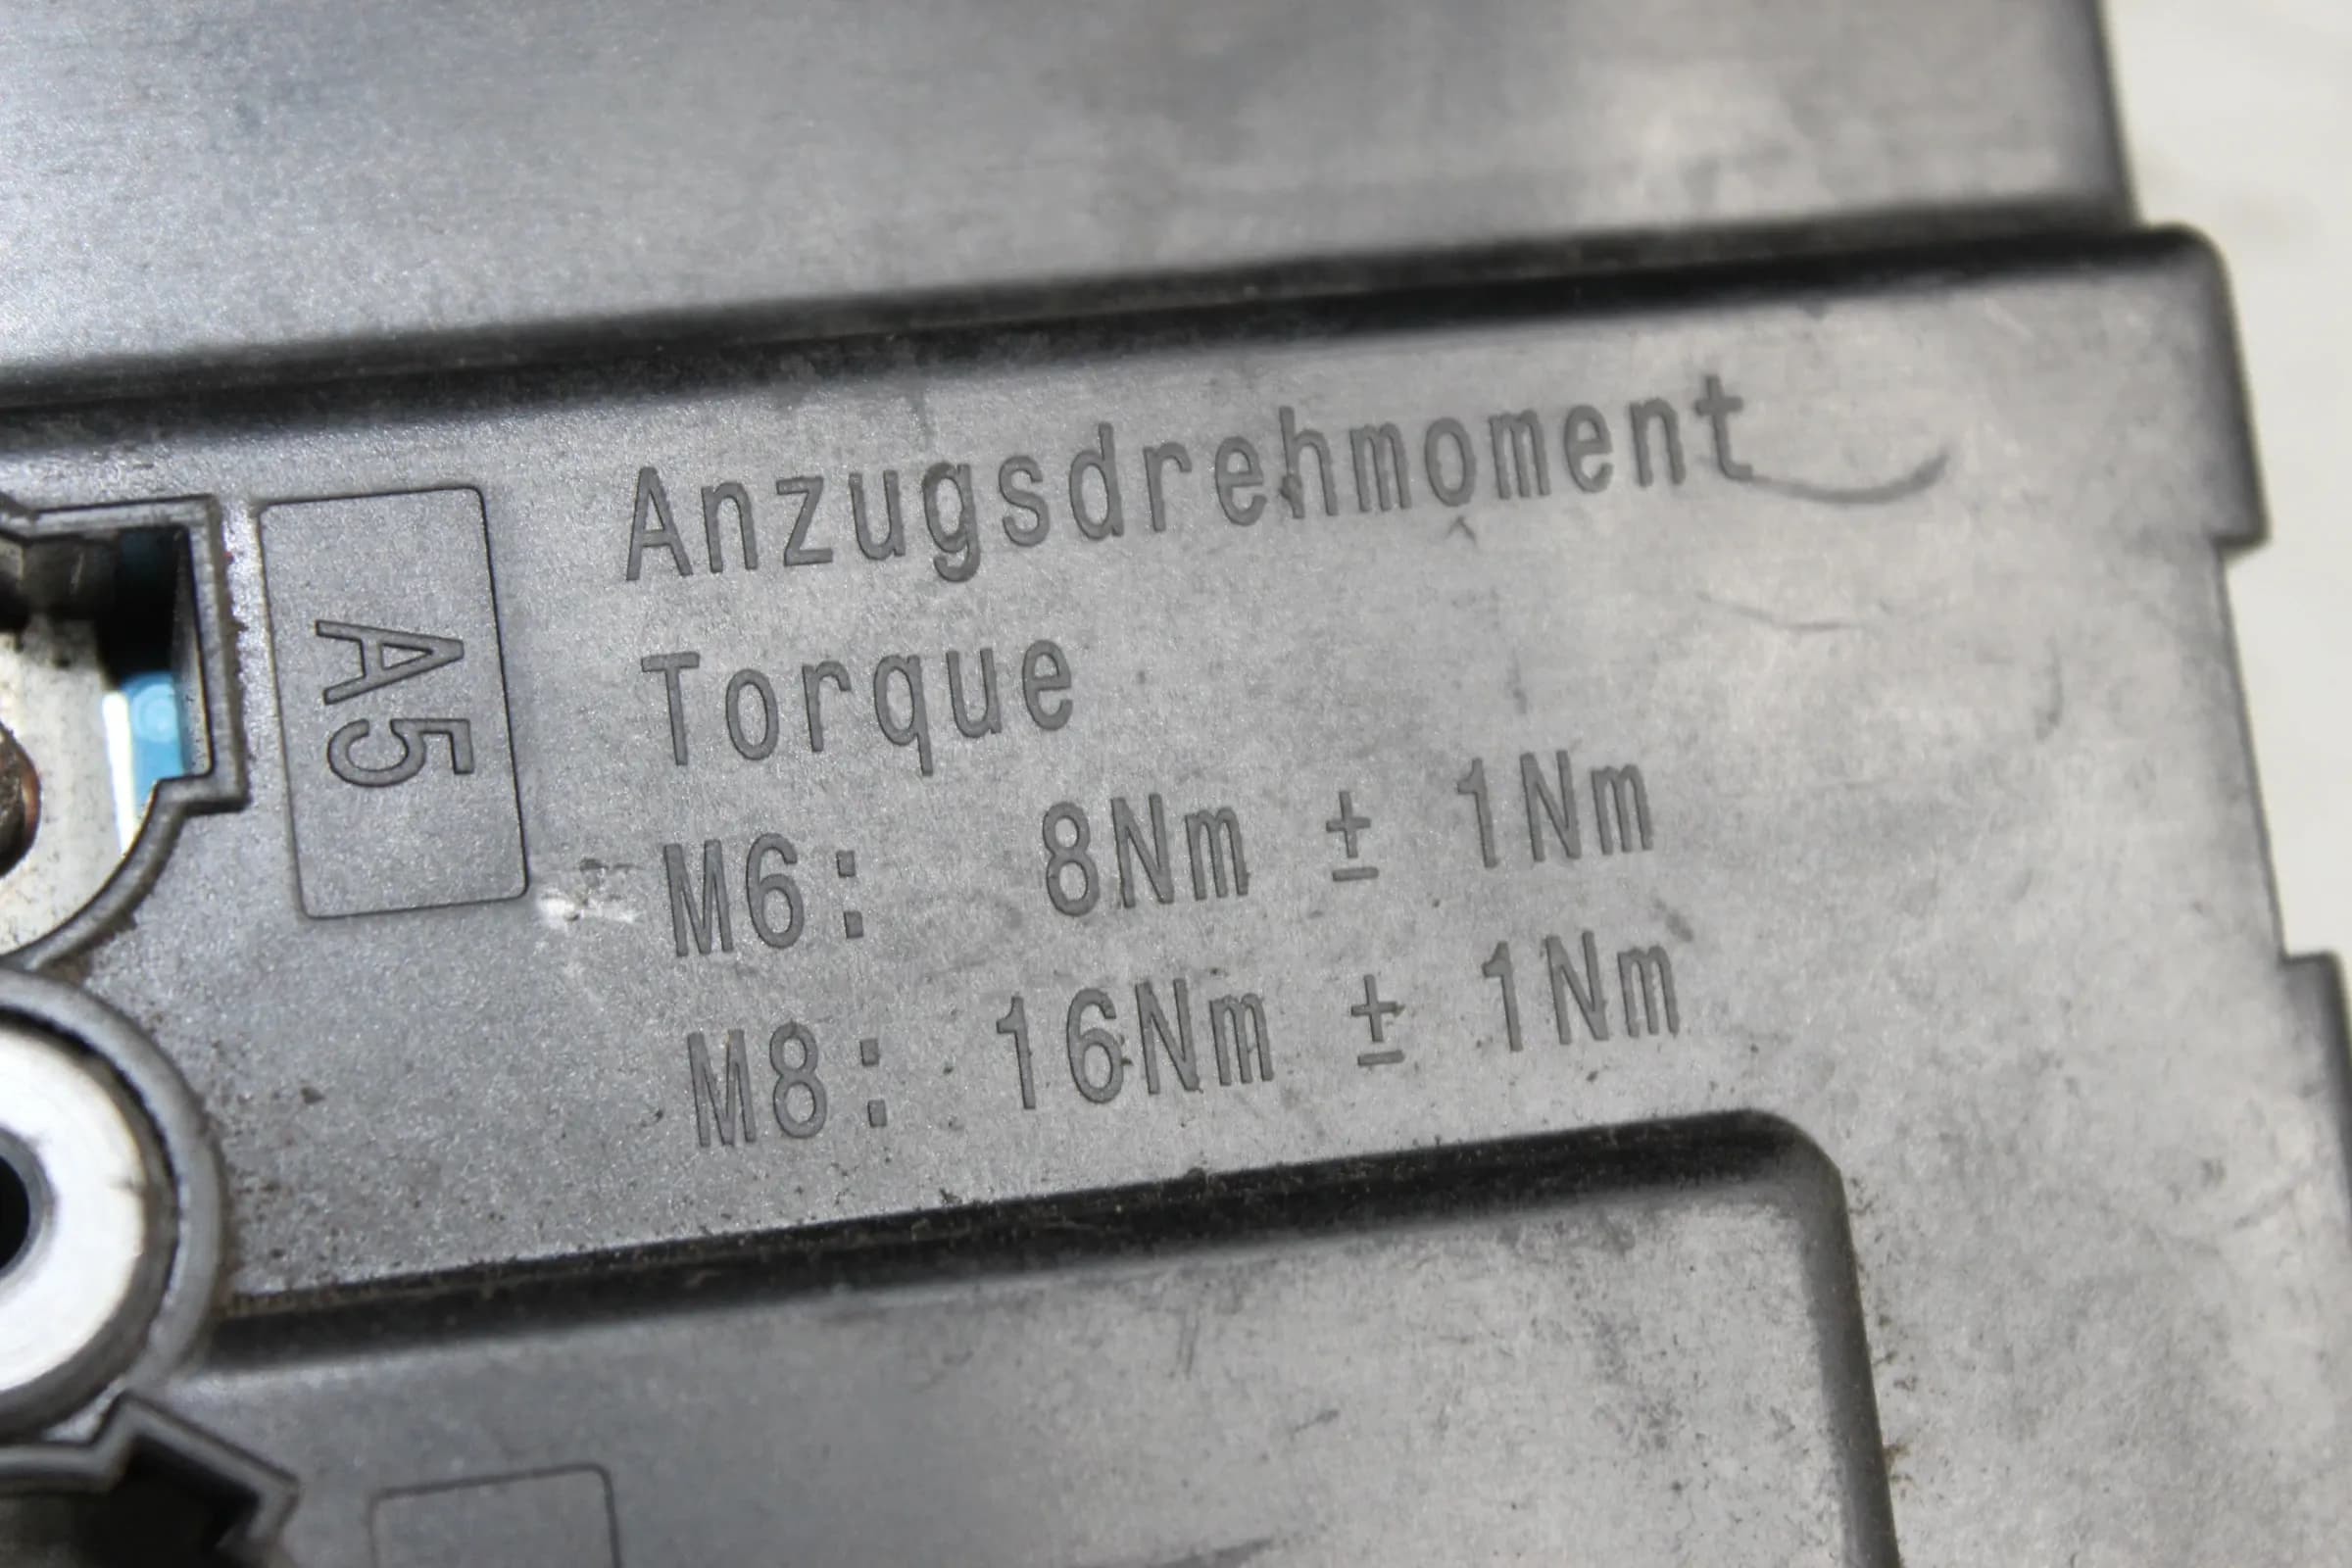 Anzugsdrehmoment
Torque
M6: 8Nm ± 1Nm
M8: 16Nm ± 1Nm
A5